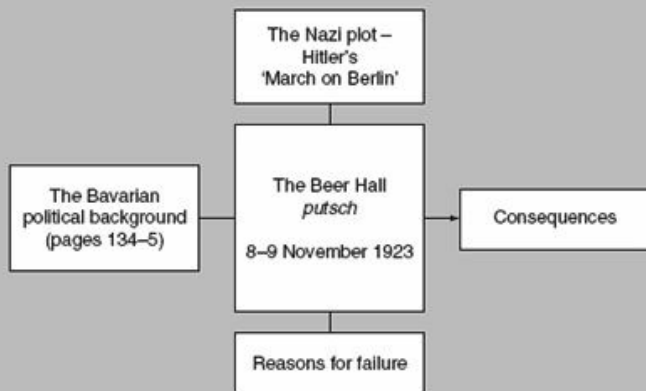 The Nazi plot –
Hitler's
'March on Berlin'
The Bavarian
political background
(pages 134–5)
The Beer Hall
putsch
8–9 November 1923
Consequences
Reasons for failure